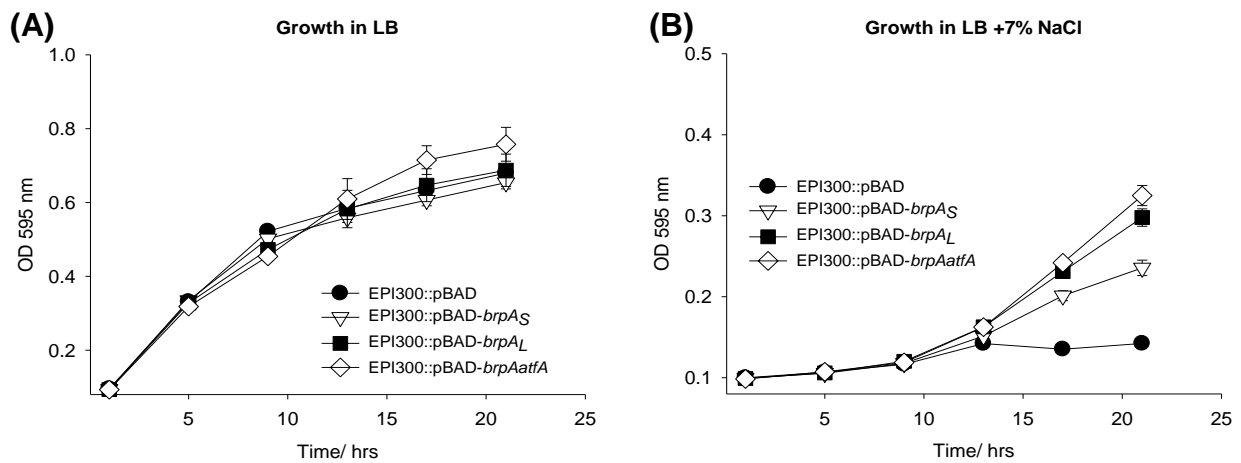 (A)
Growth in LB
1.0
0.8
0.6
0.4
0.2
OD 595 nm
5
10
15
20
25
Time/ hrs
EPI300::pBAD
EPI300::pBAD-brpAS
EPI300::pBAD-brpAL
EPI300::pBAD-brpAatfA
(B)
Growth in LB +7% NaCl
0.5
0.4
0.3
0.2
0.1
OD 595 nm
5
10
15
20
25
Time/ hrs
EPI300::pBAD
EPI300::pBAD-brpAS
EPI300::pBAD-brpAL
EPI300::pBAD-brpAatfA